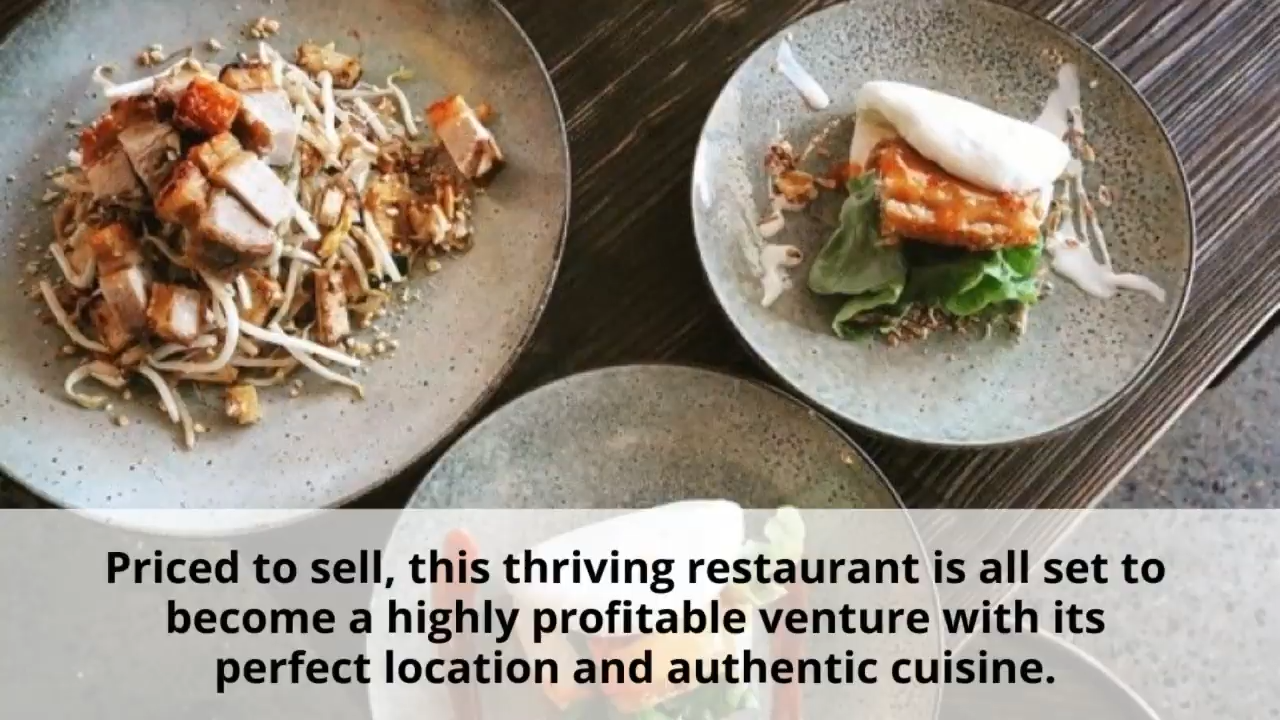 Priced to sell, this thriving restaurant is all set to
become a highly profitable venture with its
perfect location and authentic cuisine.